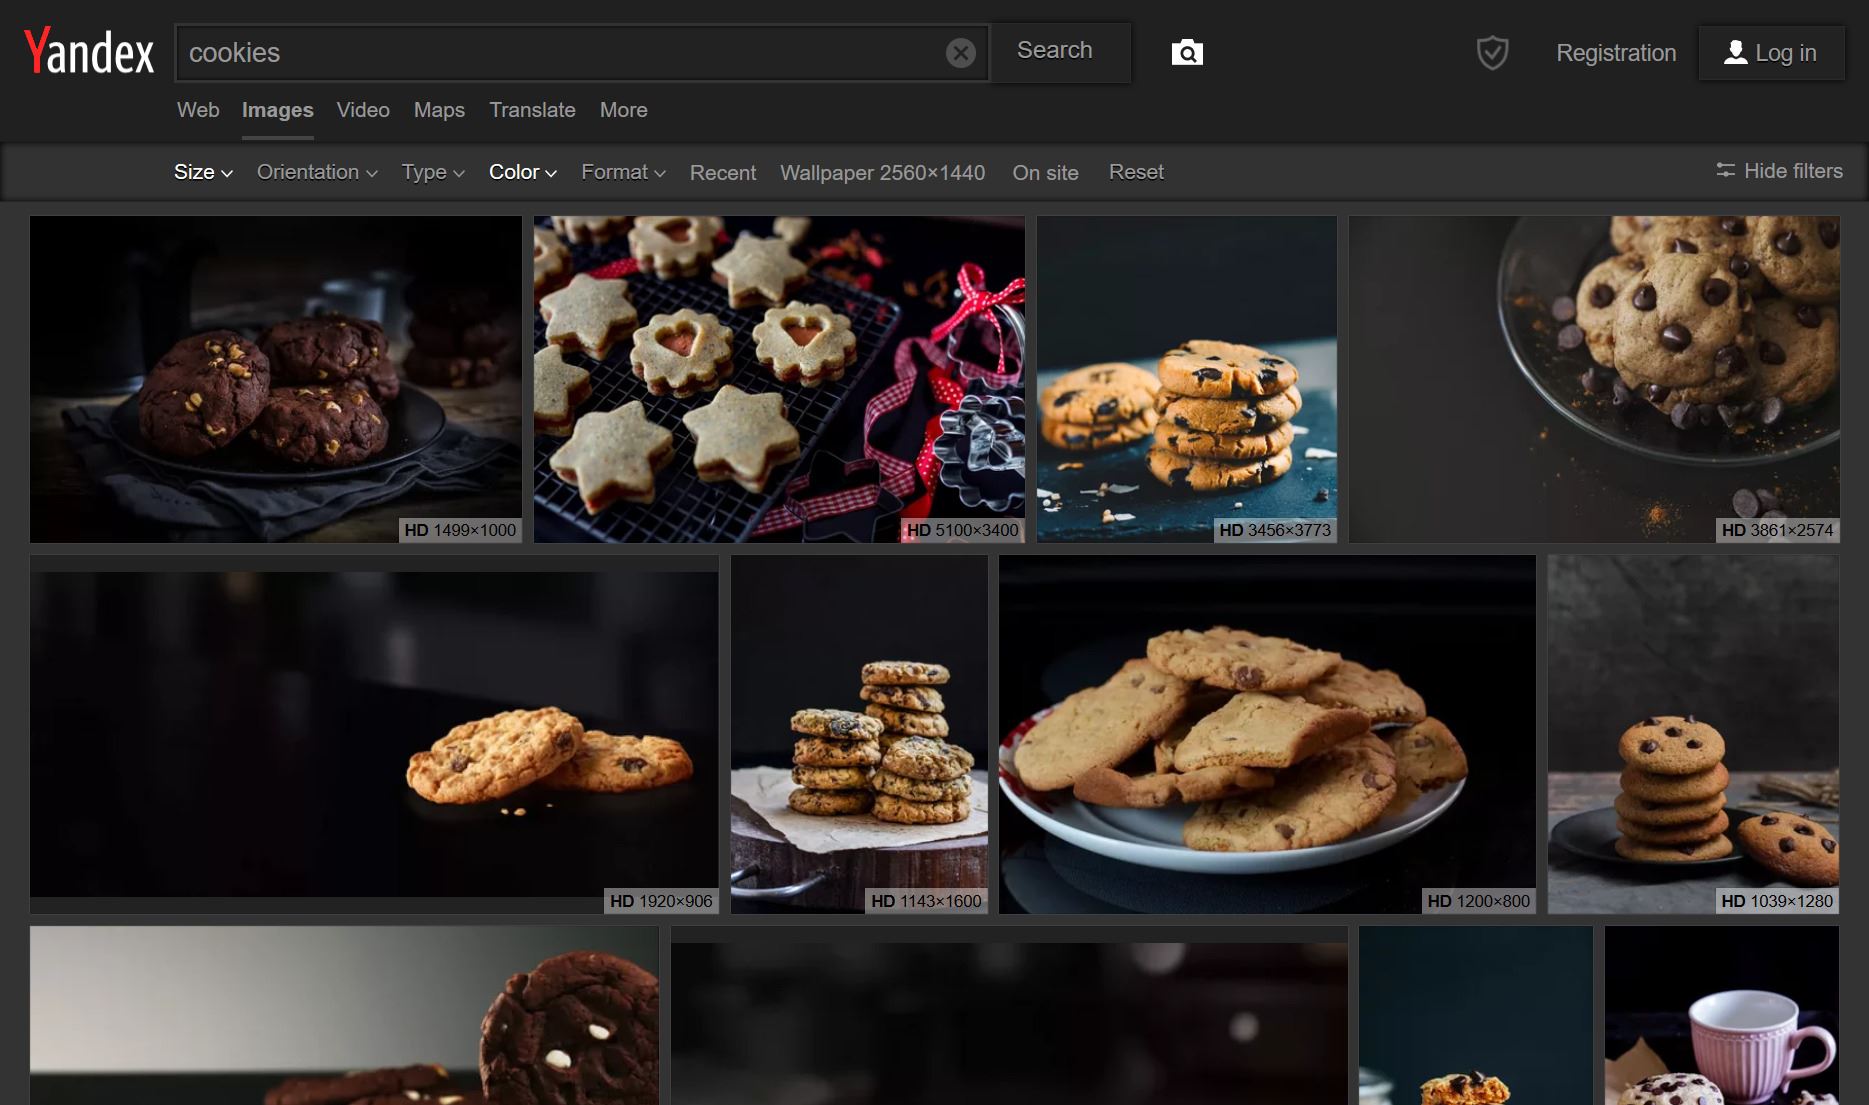 Yandex
cookies
Search
Registration
Log in
Web Images Video Maps Translate More
Size Orientation Type Color Format Recent Wallpaper 2560×1440 On site Reset
Hide filters
HD 1499×1000
HD 5100×3400
HD 3456×3773
HD 3861×2574
HD 1920×906
HD 1143×1600
HD 1200×800
HD 1039×1280